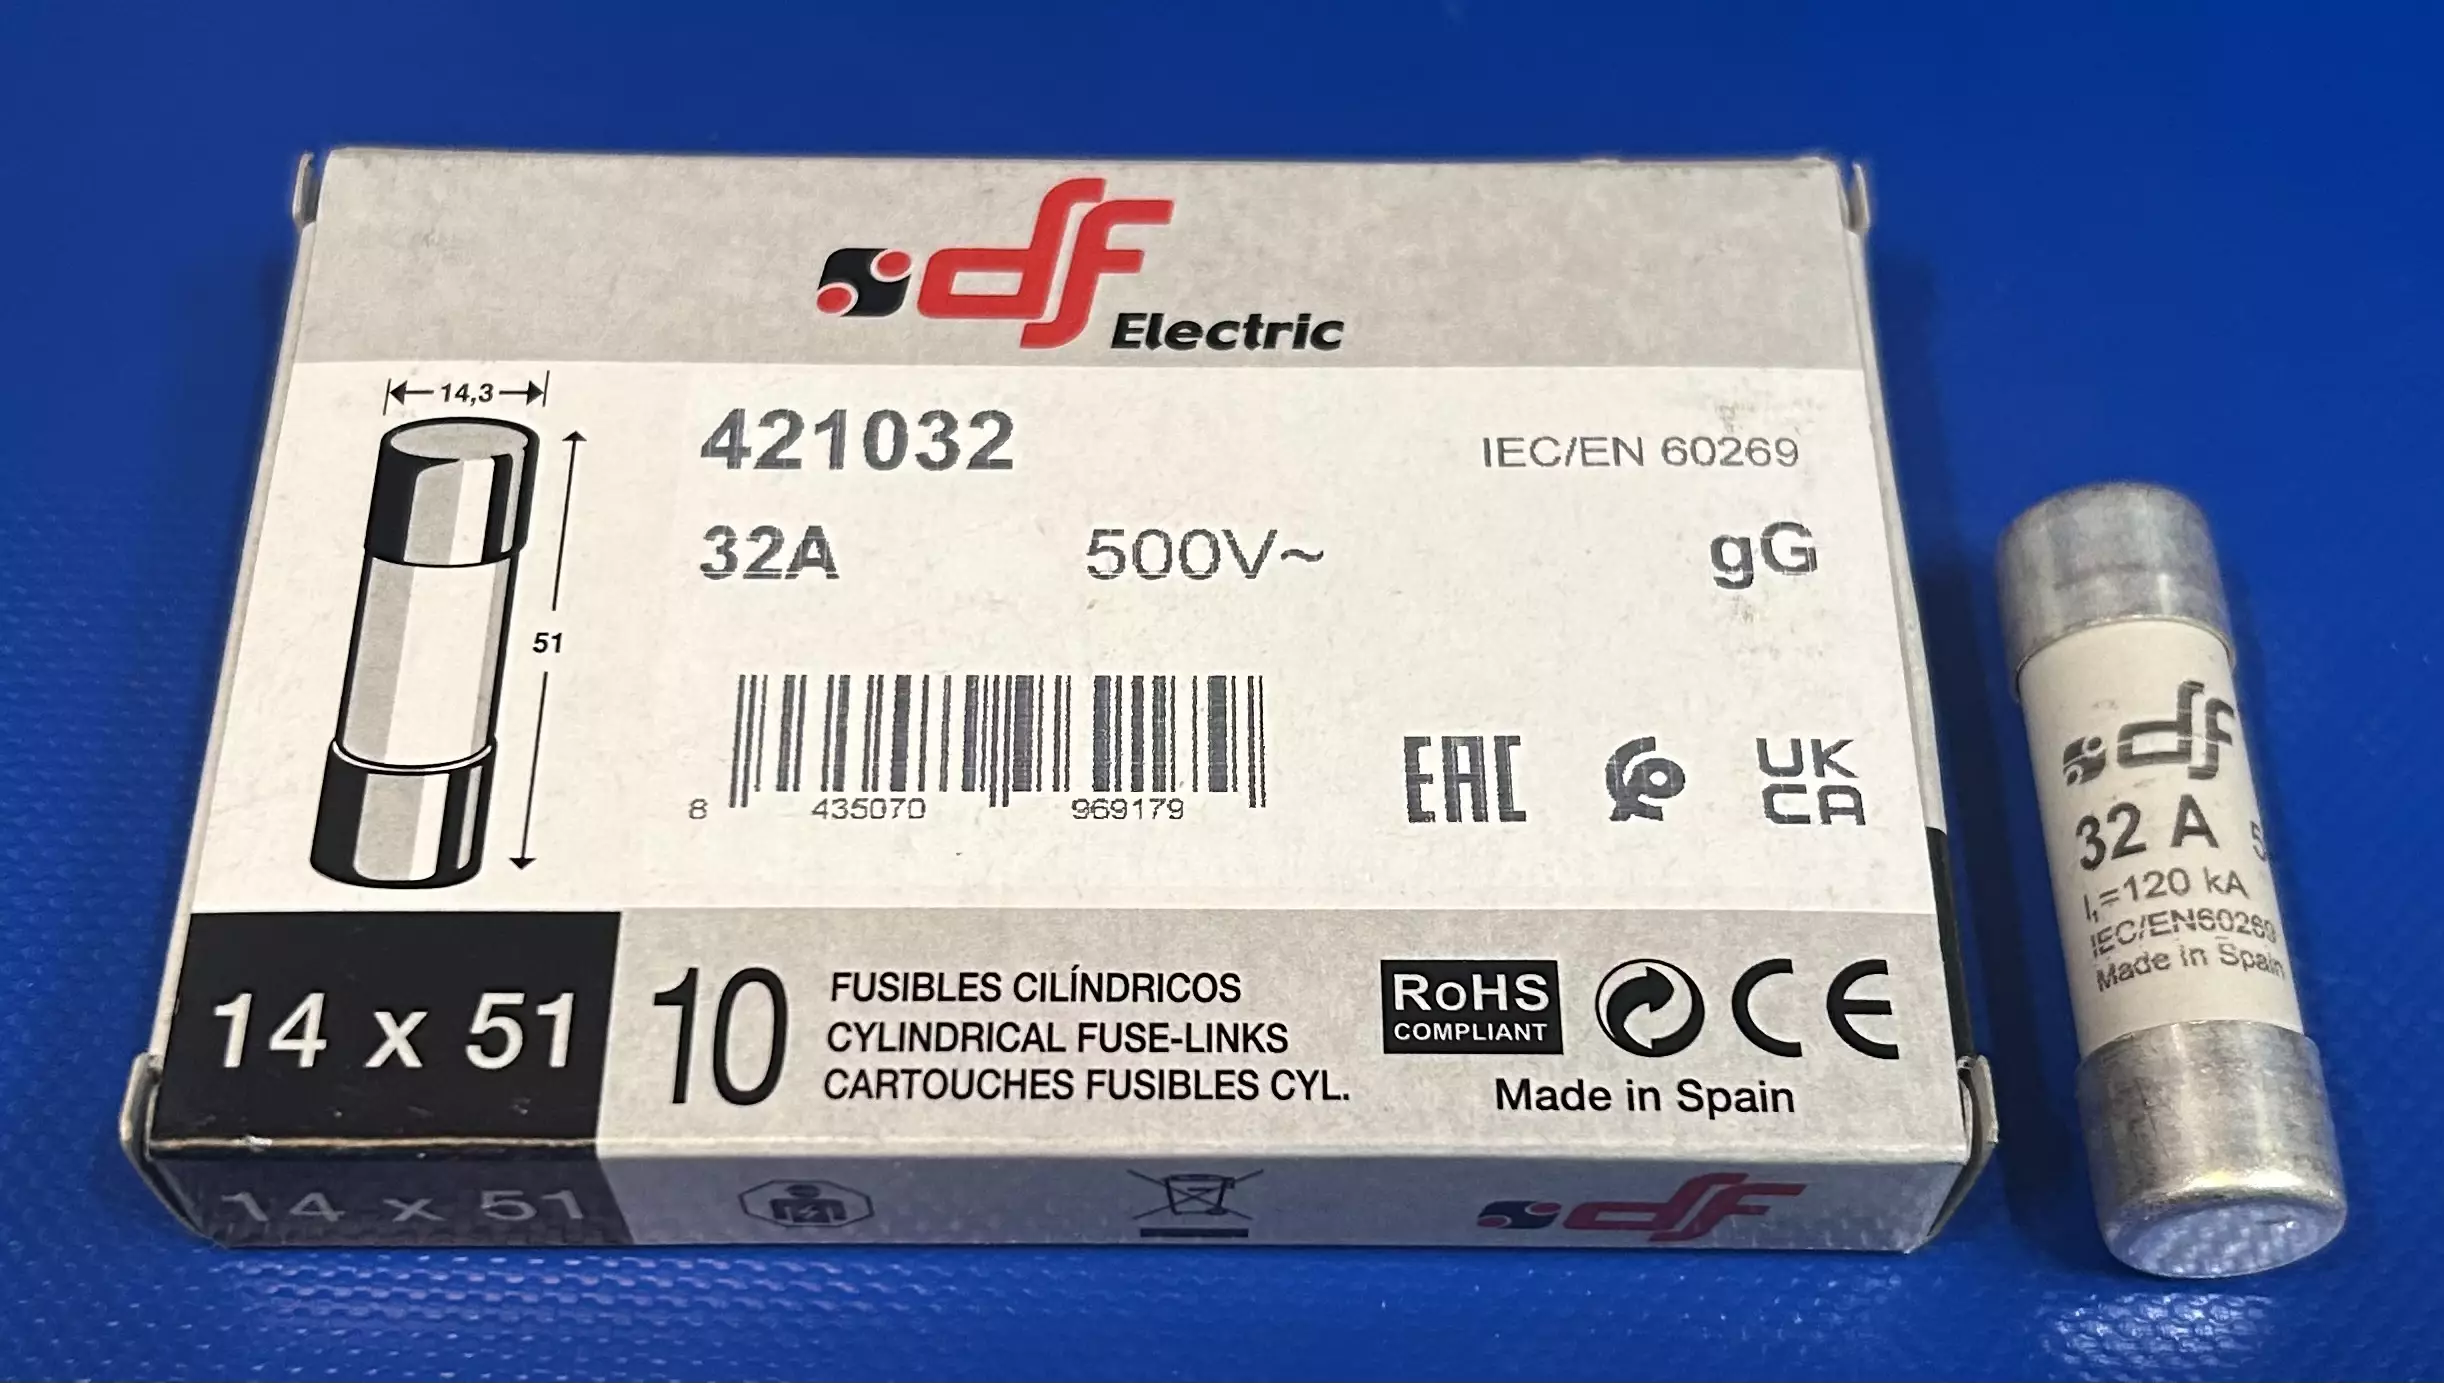 df Electric
14,3
421032
IEC/EN 60269
32A 500V~ gG
51
8 435070 969179
EAC
UK
CA
14 x 51
10
FUSIBLES CILÍNDRICOS
CYLINDRICAL FUSE-LINKS
CARTOUCHES FUSIBLES CYL.
RoHS
COMPLIANT
CE
Made in Spain
14 x 51
df
df
32 A 5
I₁=120 kA
IEC/EN60269
Made in Spain